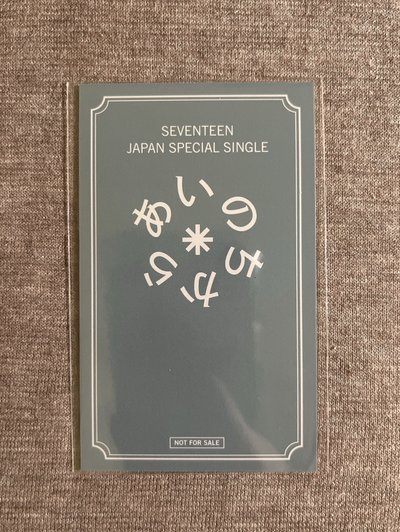 SEVENTEEN
JAPAN SPECIAL SINGLE
あいのちから
NOT FOR SALE